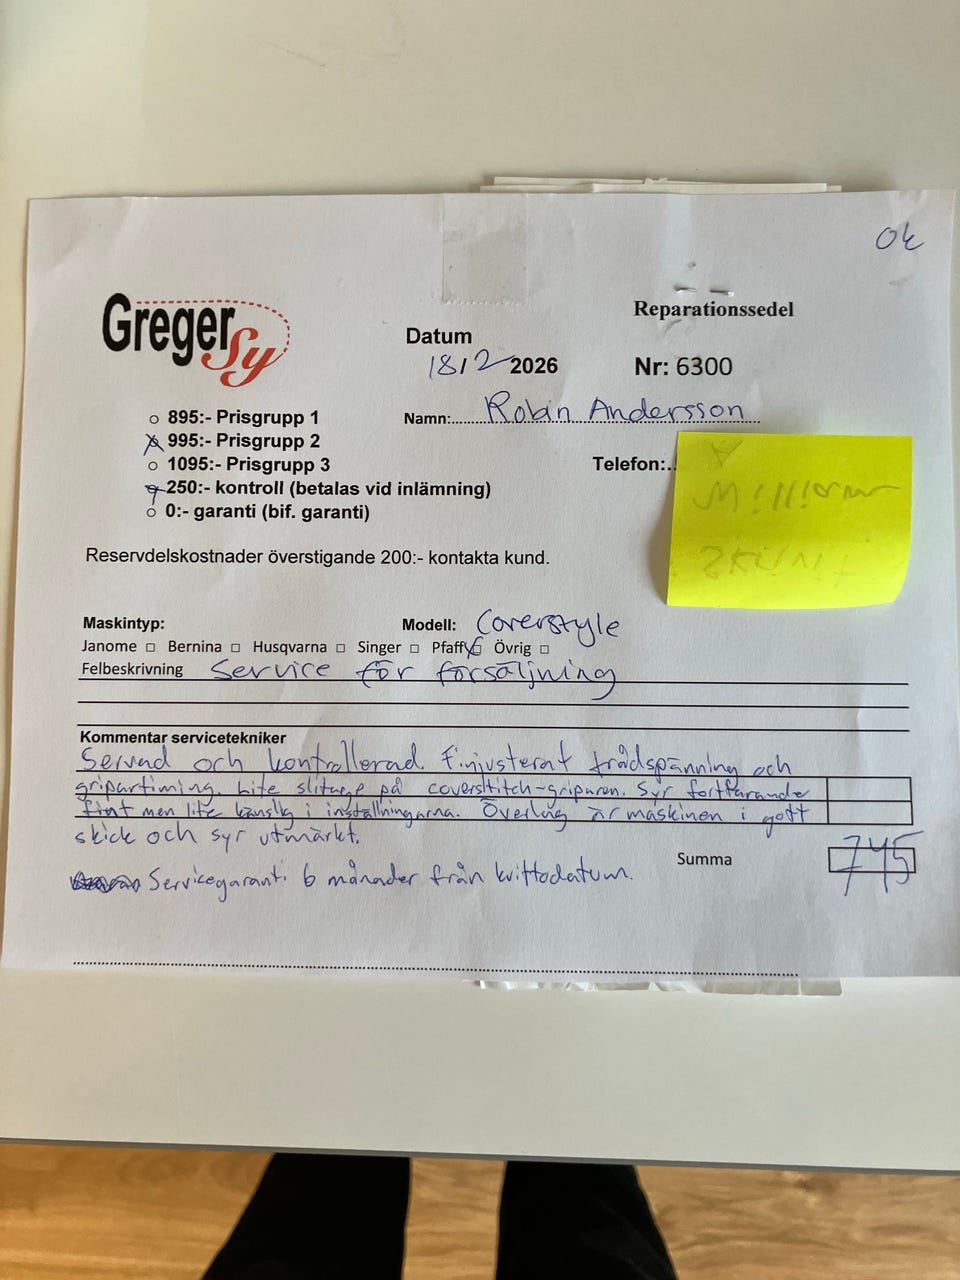 Ok
Greger Sy
Reparationssedel
Datum
18/2 2026
Nr: 6300
Namn: Robin Andersson
895:- Prisgrupp 1
995:- Prisgrupp 2
1095:- Prisgrupp 3
250:- kontroll (betalas vid inlämning)
0:- garanti (bif. garanti)
Telefon:
Reservdelskostnader överstigande 200:- kontakta kund.
Maskintyp:
Modell: Coverstyle
Janome □ Bernina □ Husqvarna □ Singer □ Pfaff □ Övrig □
Felbeskrivning Service för försäljning
Kommentar servicetekniker
Servad och kontrollerad. Finjusterat trådspänning och
gripartiming. Lite slitage på coverstitch-griparen. Syr fortfarande
fint men lite känslig i inställningarna. Överlag är maskinen i gott
skick och syr utmärkt.
Summa 745
Servicegaranti 6 månader från kvittodatum.